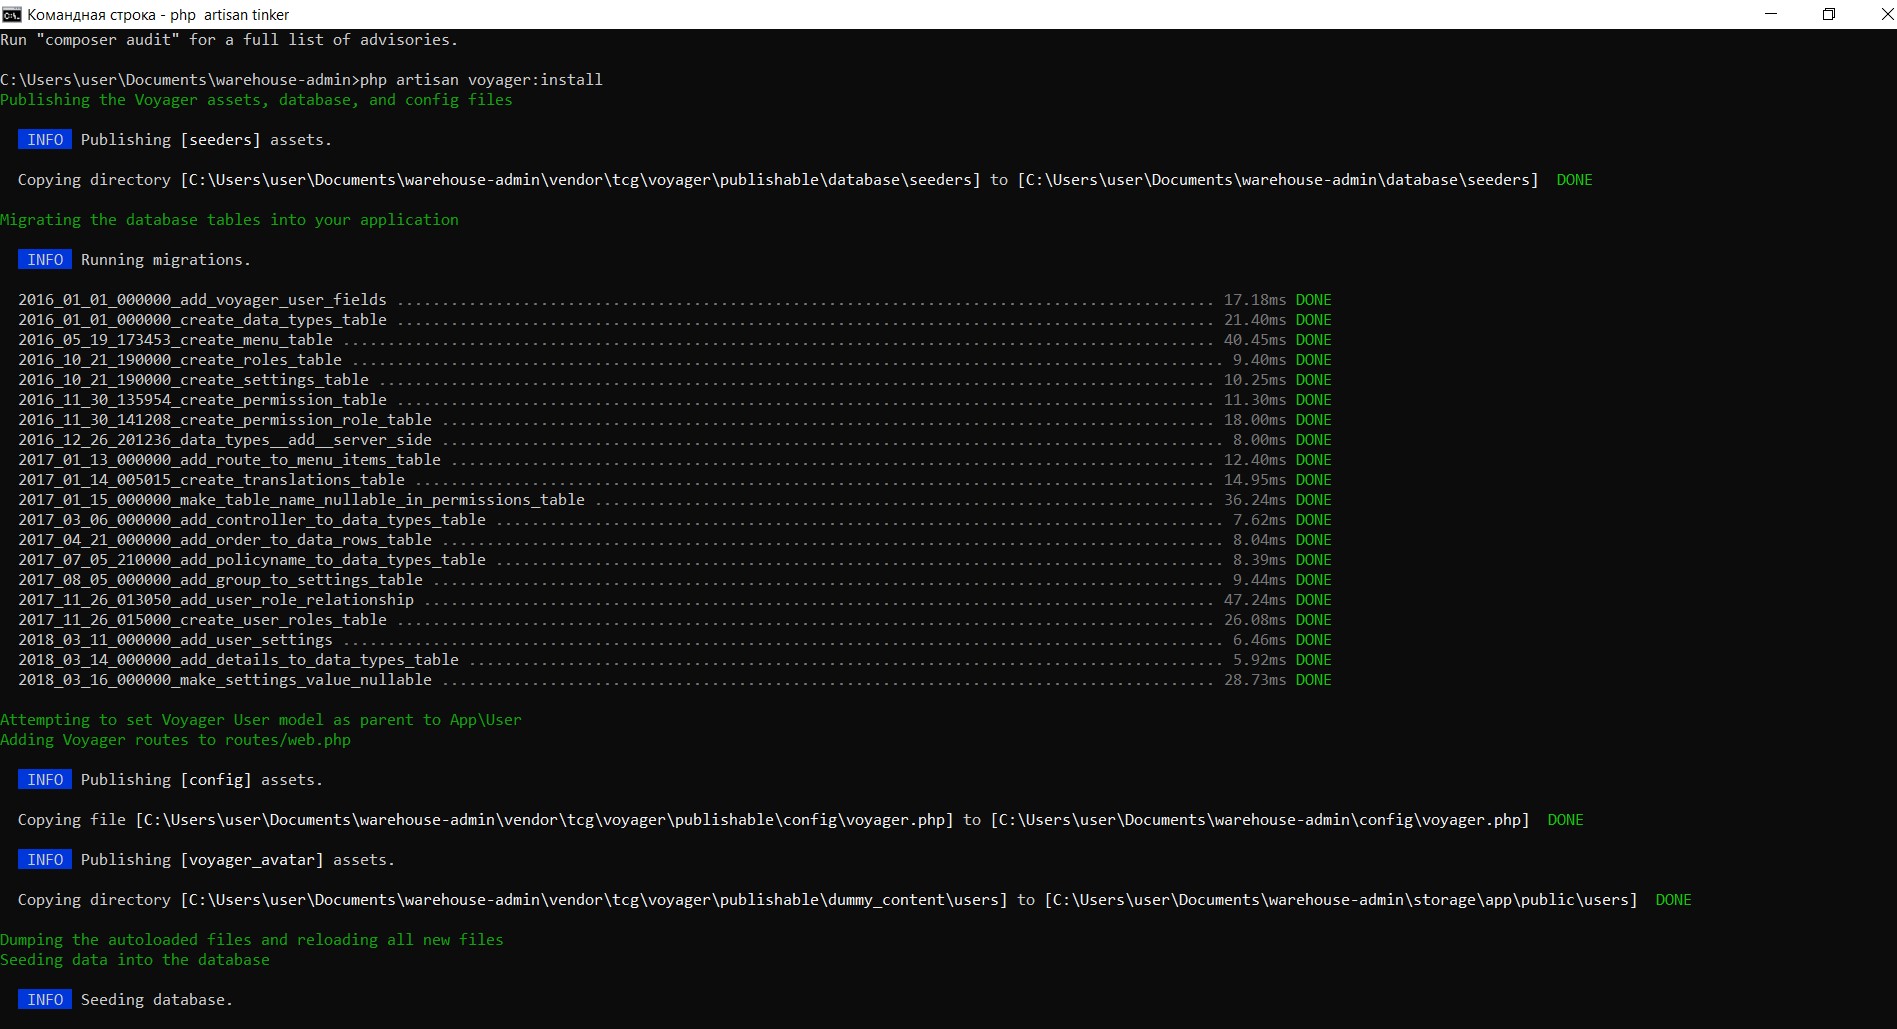 Командная строка - php  artisan tinker
Run "composer audit" for a full list of advisories.
C:\Users\user\Documents\warehouse-admin>php artisan voyager:install
Publishing the Voyager assets, database, and config files
INFO  Publishing [seeders] assets.
Copying directory [C:\Users\user\Documents\warehouse-admin\vendor\tcg\voyager\publishable\database\seeders] to [C:\Users\user\Documents\warehouse-admin\database\seeders]  DONE
Migrating the database tables into your application
INFO  Running migrations.
2016_01_01_000000_add_voyager_user_fields ........................................................................................... 17.18ms DONE
2016_01_01_000000_create_data_types_table ........................................................................................... 21.40ms DONE
2016_05_19_173453_create_menu_table ................................................................................................. 40.45ms DONE
2016_10_21_190000_create_roles_table ................................................................................................. 9.40ms DONE
2016_10_21_190000_create_settings_table ............................................................................................. 10.25ms DONE
2016_11_30_135954_create_permission_table ........................................................................................... 11.30ms DONE
2016_11_30_141208_create_permission_role_table ...................................................................................... 18.00ms DONE
2016_12_26_201236_data_types__add__server_side ....................................................................................... 8.00ms DONE
2017_01_13_000000_add_route_to_menu_items_table ..................................................................................... 12.40ms DONE
2017_01_14_005015_create_translations_table ......................................................................................... 14.95ms DONE
2017_01_15_000000_make_table_name_nullable_in_permissions_table ..................................................................... 36.24ms DONE
2017_03_06_000000_add_controller_to_data_types_table ................................................................................. 7.62ms DONE
2017_04_21_000000_add_order_to_data_rows_table ....................................................................................... 8.04ms DONE
2017_07_05_210000_add_policyname_to_data_types_table ................................................................................. 8.39ms DONE
2017_08_05_000000_add_group_to_settings_table ........................................................................................ 9.44ms DONE
2017_11_26_013050_add_user_role_relationship ........................................................................................ 47.24ms DONE
2017_11_26_015000_create_user_roles_table ........................................................................................... 26.08ms DONE
2018_03_11_000000_add_user_settings .................................................................................................. 6.46ms DONE
2018_03_14_000000_add_details_to_data_types_table .................................................................................... 5.92ms DONE
2018_03_16_000000_make_settings_value_nullable ...................................................................................... 28.73ms DONE
Attempting to set Voyager User model as parent to App\User
Adding Voyager routes to routes/web.php
INFO  Publishing [config] assets.
Copying file [C:\Users\user\Documents\warehouse-admin\vendor\tcg\voyager\publishable\config\voyager.php] to [C:\Users\user\Documents\warehouse-admin\config\voyager.php]  DONE
INFO  Publishing [voyager_avatar] assets.
Copying directory [C:\Users\user\Documents\warehouse-admin\vendor\tcg\voyager\publishable\dummy_content\users] to [C:\Users\user\Documents\warehouse-admin\storage\app\public\users]  DONE
Dumping the autoloaded files and reloading all new files
Seeding data into the database
INFO  Seeding database.